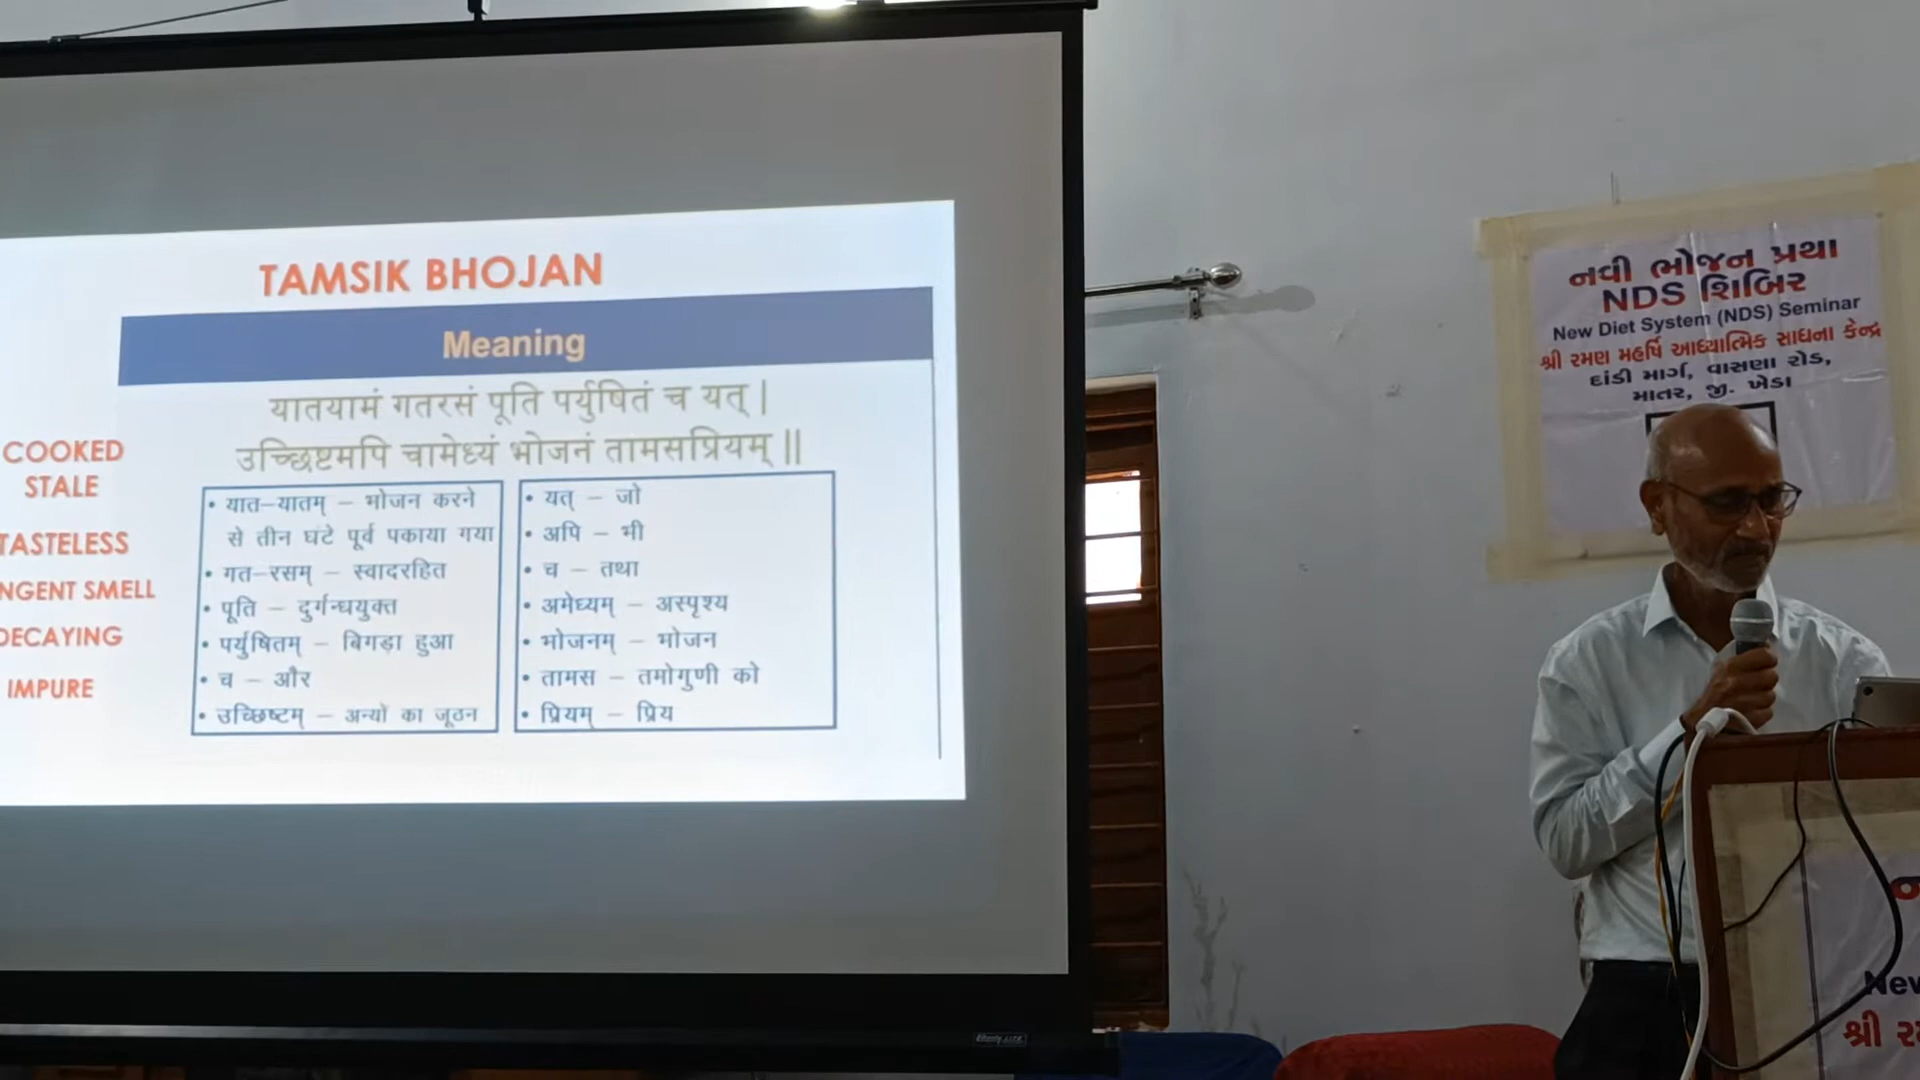 TAMSIK BHOJAN
Meaning
यातयामं गतरसं पूति पर्युषितं च यत् |
उच्छिष्टमपि चामेध्यं भोजनं तामसप्रियम् ||
COOKED
STALE
TASTELESS
NGENT SMELL
DECAYING
IMPURE
• यात–यातम् – भोजन करने
से तीन घंटे पूर्व पकाया गया
• गत–रसम् – स्वादरहित
• पूति – दुर्गन्धयुक्त
• पर्युषितम् – बिगड़ा हुआ
• च – और
• उच्छिष्टम् – अन्यों का जूठन
• यत् – जो
• अपि – भी
• च – तथा
• अमेध्यम् – अस्पृश्य
• भोजनम् – भोजन
• तामस – तमोगुणी को
• प्रियम् – प्रिय
નવી ભોજન પ્રથા
NDS શિબિર
New Diet System (NDS) Seminar
શ્રી રમણ મહર્ષિ આધ્યાત્મિક સાધના કેન્દ્ર
દાંડી માર્ગ, વાસણા રોડ,
માતર, જી. ખેડા
New
શ્રી ર